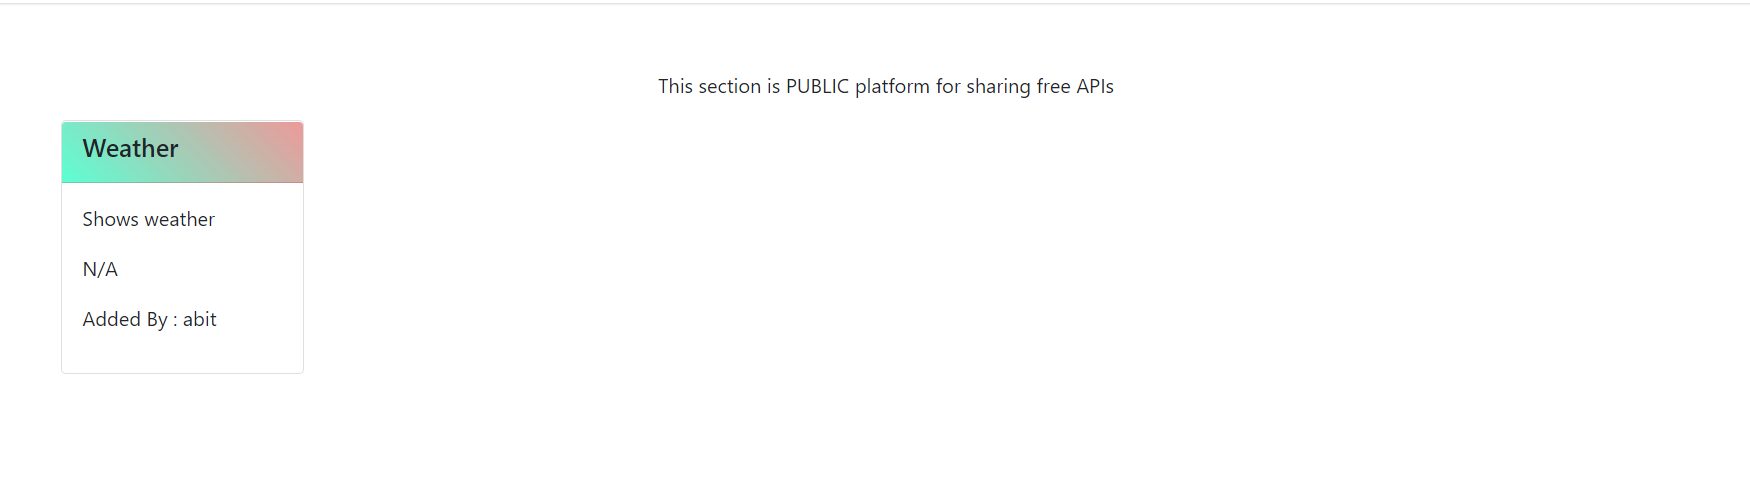 This section is PUBLIC platform for sharing free APIs
Weather
Shows weather
N/A
Added By : abit